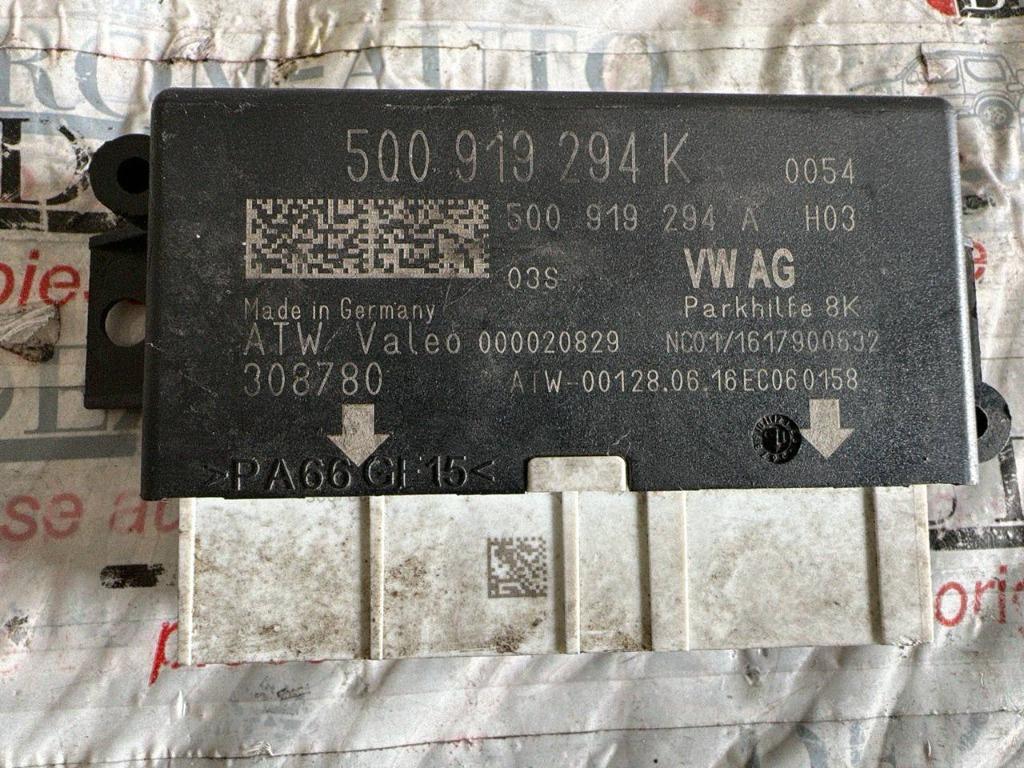 5Q0 919 294 K 0054
5Q0 919 294 A H03
03S VW AG
Made in Germany Parkhilfe 8K
ATW Valeo 000020829 NC01/1617900632
308780 ATW-00128.06.16EC060158
>PA66 GF15<